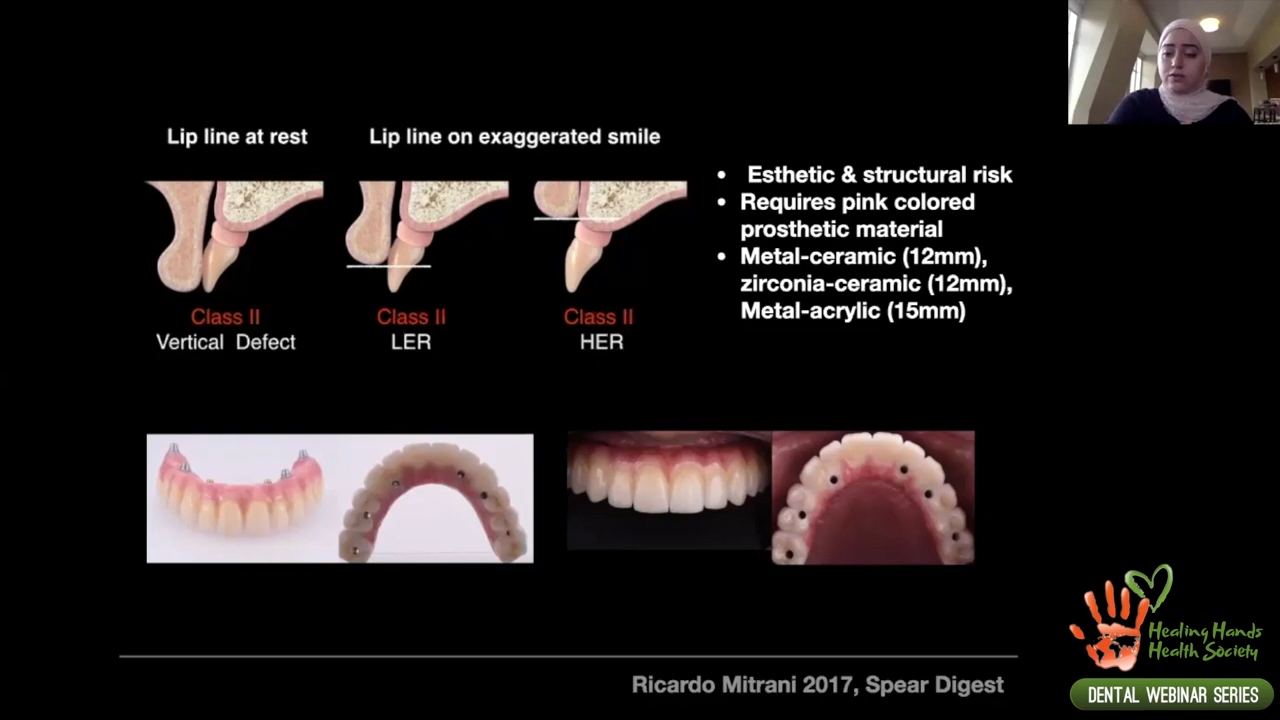 Lip line at rest
Lip line on exaggerated smile
Class II
Vertical Defect
Class II
LER
Class II
HER
• Esthetic & structural risk
• Requires pink colored
prosthetic material
• Metal-ceramic (12mm),
zirconia-ceramic (12mm),
Metal-acrylic (15mm)
Ricardo Mitrani 2017, Spear Digest
Healing Hands
Health Society
DENTAL WEBINAR SERIES